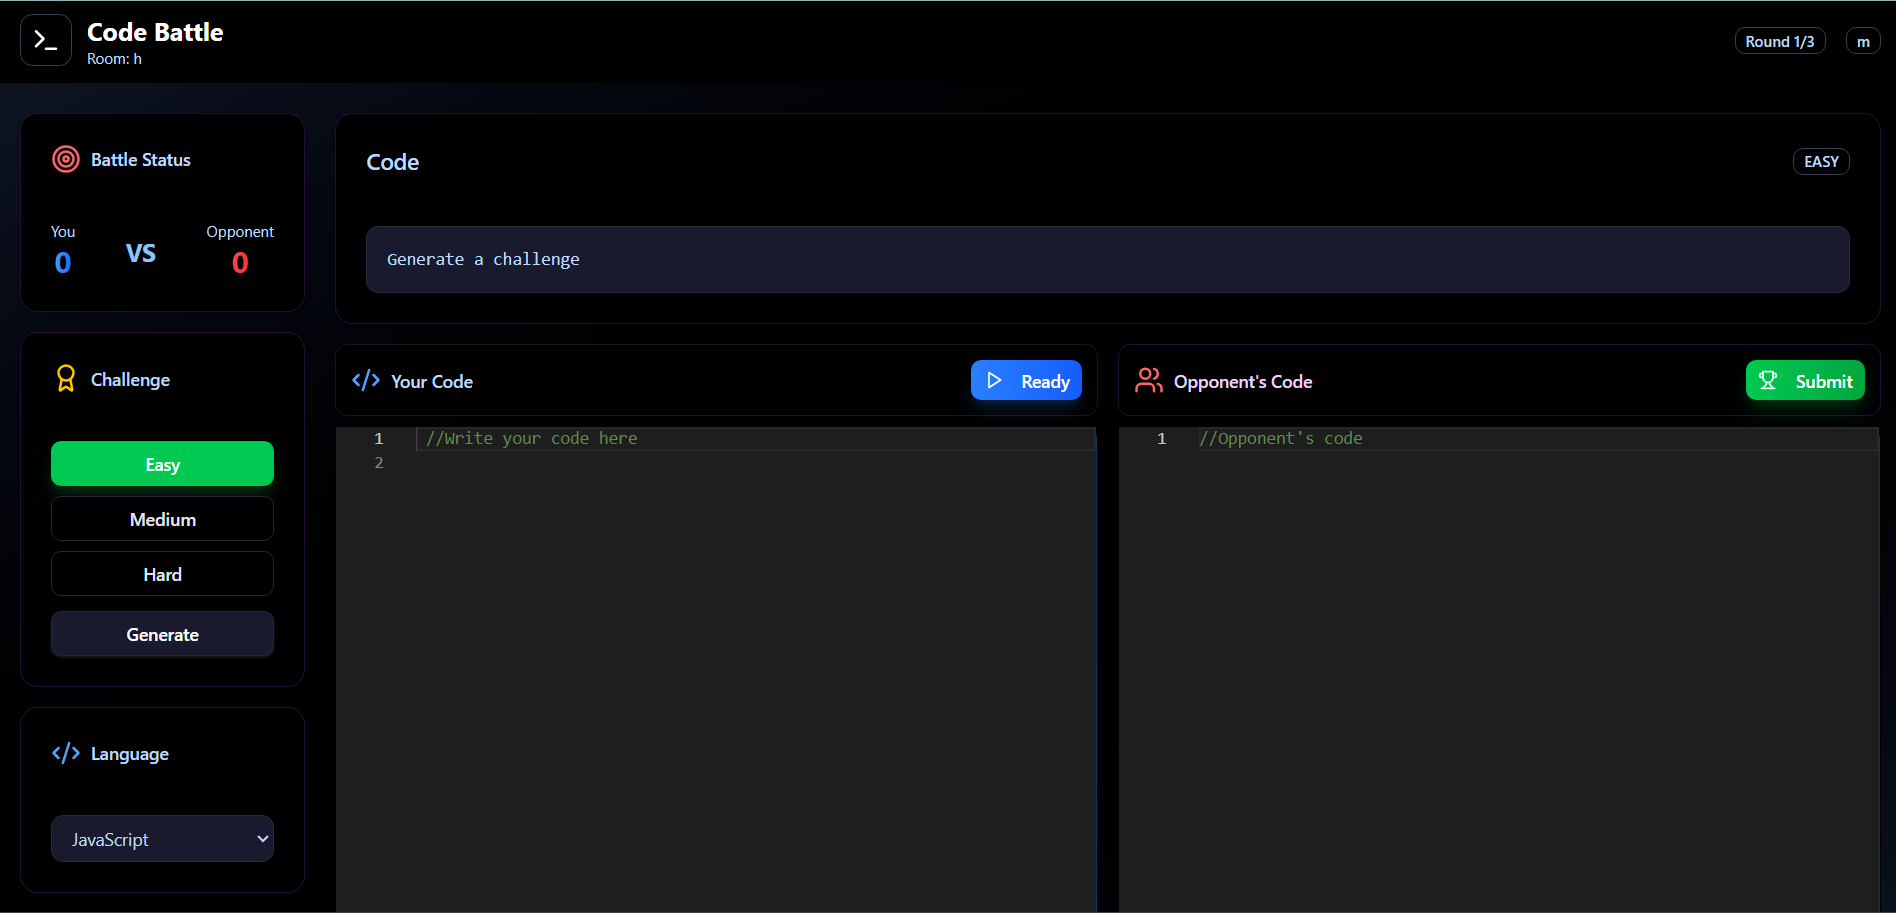 Code Battle
Room: h
Round 1/3
m
Battle Status
You
0
VS
Opponent
0
Challenge
Easy
Medium
Hard
Generate
Language
JavaScript
Code
EASY
Generate a challenge
Your Code
Ready
1 //Write your code here
2
Opponent's Code
Submit
1 //Opponent's code